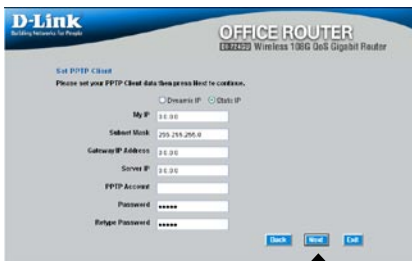 D-Link
Building Networks for People
OFFICE ROUTER
Wireless 108G QoS Gigabit Router
Set PPTP Client
Please set your PPTP Client data then press Next to continue.
Dynamic IP Static IP
My IP 0.0.0.0
Subnet Mask 255.255.255.0
Gateway IP Address 0.0.0.0
Server IP 0.0.0.0
PPTP Account
Password •••••
Retype Password •••••
Back Next Exit